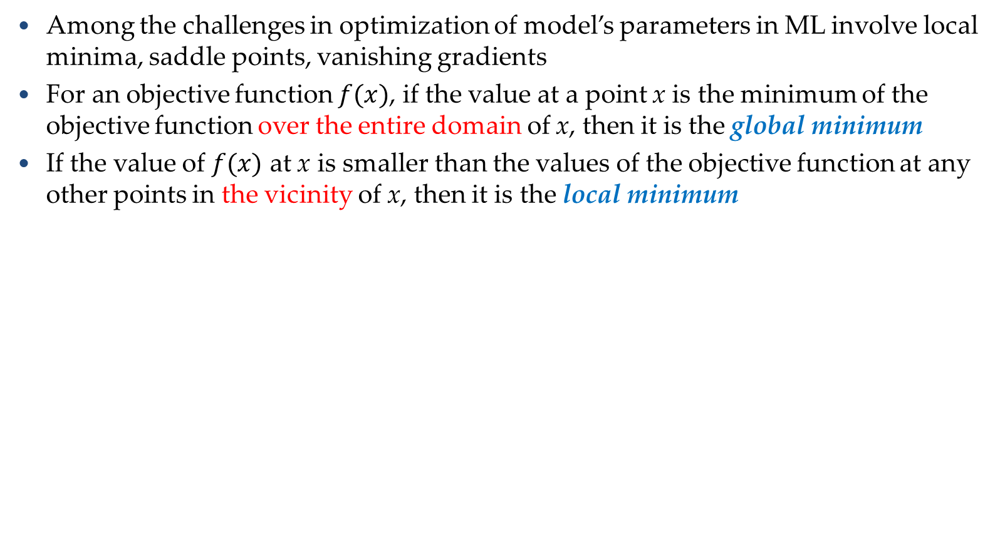 • Among the challenges in optimization of model’s parameters in ML involve local
minima, saddle points, vanishing gradients
• For an objective function f(x), if the value at a point x is the minimum of the
objective function over the entire domain of x, then it is the global minimum
• If the value of f(x) at x is smaller than the values of the objective function at any
other points in the vicinity of x, then it is the local minimum